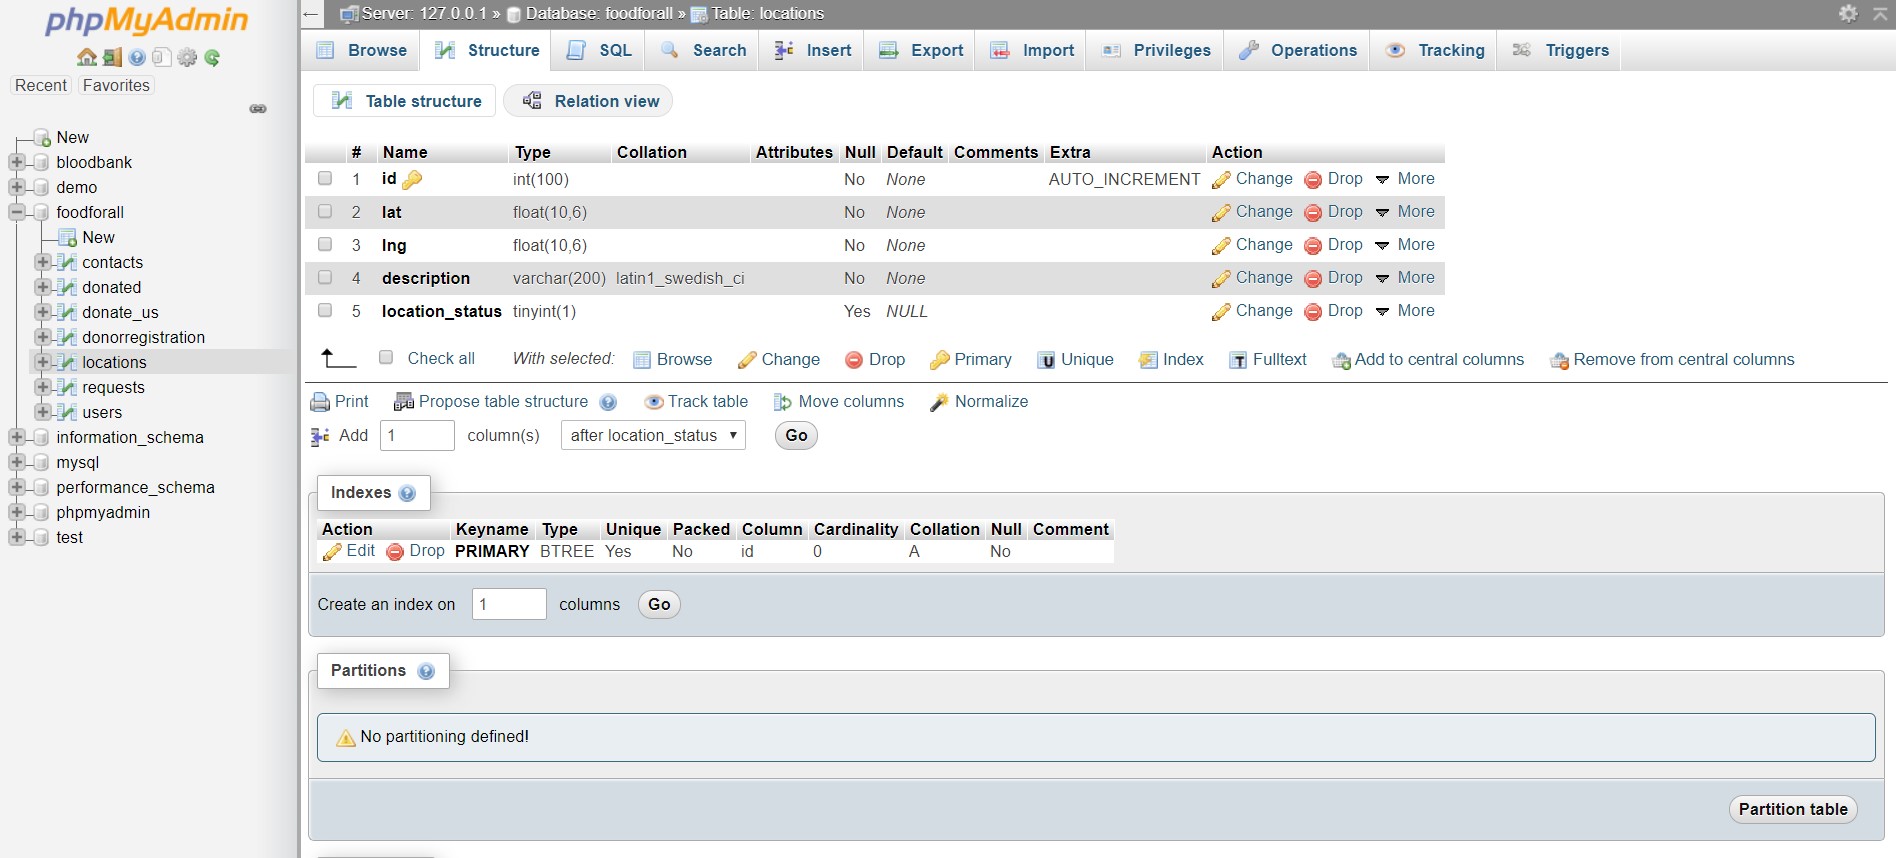 phpMyAdmin
Recent Favorites
New
bloodbank
demo
foodforall
New
contacts
donated
donate_us
donorregistration
locations
requests
users
information_schema
mysql
performance_schema
phpmyadmin
test
Server: 127.0.0.1 » Database: foodforall » Table: locations
Browse Structure SQL Search Insert Export Import Privileges Operations Tracking Triggers
Table structure Relation view
# Name Type Collation Attributes Null Default Comments Extra Action
1 id int(100) No None AUTO_INCREMENT Change Drop More
2 lat float(10,6) No None Change Drop More
3 lng float(10,6) No None Change Drop More
4 description varchar(200) latin1_swedish_ci No None Change Drop More
5 location_status tinyint(1) Yes NULL Change Drop More
Check all With selected: Browse Change Drop Primary U Unique Index T Fulltext Add to central columns Remove from central columns
Print Propose table structure Track table Move columns Normalize
Add 1 column(s) after location_status Go
Indexes
Action Keyname Type Unique Packed Column Cardinality Collation Null Comment
Edit Drop PRIMARY BTREE Yes No id 0 A No
Create an index on 1 columns Go
Partitions
No partitioning defined!
Partition table